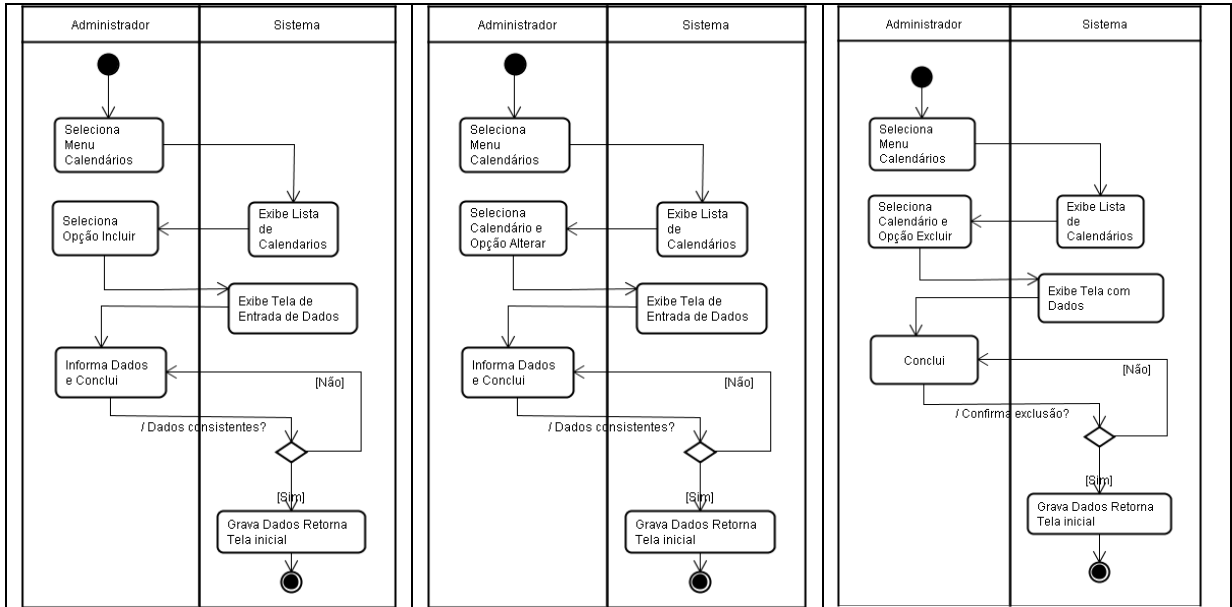 Administrador
Sistema
Seleciona
Menu
Calendários
Seleciona
Opção Incluir
Exibe Lista
de
Calendarios
Exibe Tela de
Entrada de Dados
Informa Dados
e Conclui
[Não]
/ Dados consistentes?
[Sim]
Grava Dados Retorna
Tela inicial
Administrador
Sistema
Seleciona
Menu
Calendários
Seleciona
Calendário e
Opção Alterar
Exibe Lista
de
Calendários
Exibe Tela de
Entrada de Dados
Informa Dados
e Conclui
[Não]
/ Dados consistentes?
[Sim]
Grava Dados Retorna
Tela inicial
Administrador
Sistema
Seleciona
Menu
Calendários
Seleciona
Calendário e
Opção Excluir
Exibe Lista
de
Calendários
Exibe Tela com
Dados
Conclui
[Não]
/ Confirma exclusão?
[Sim]
Grava Dados Retorna
Tela inicial